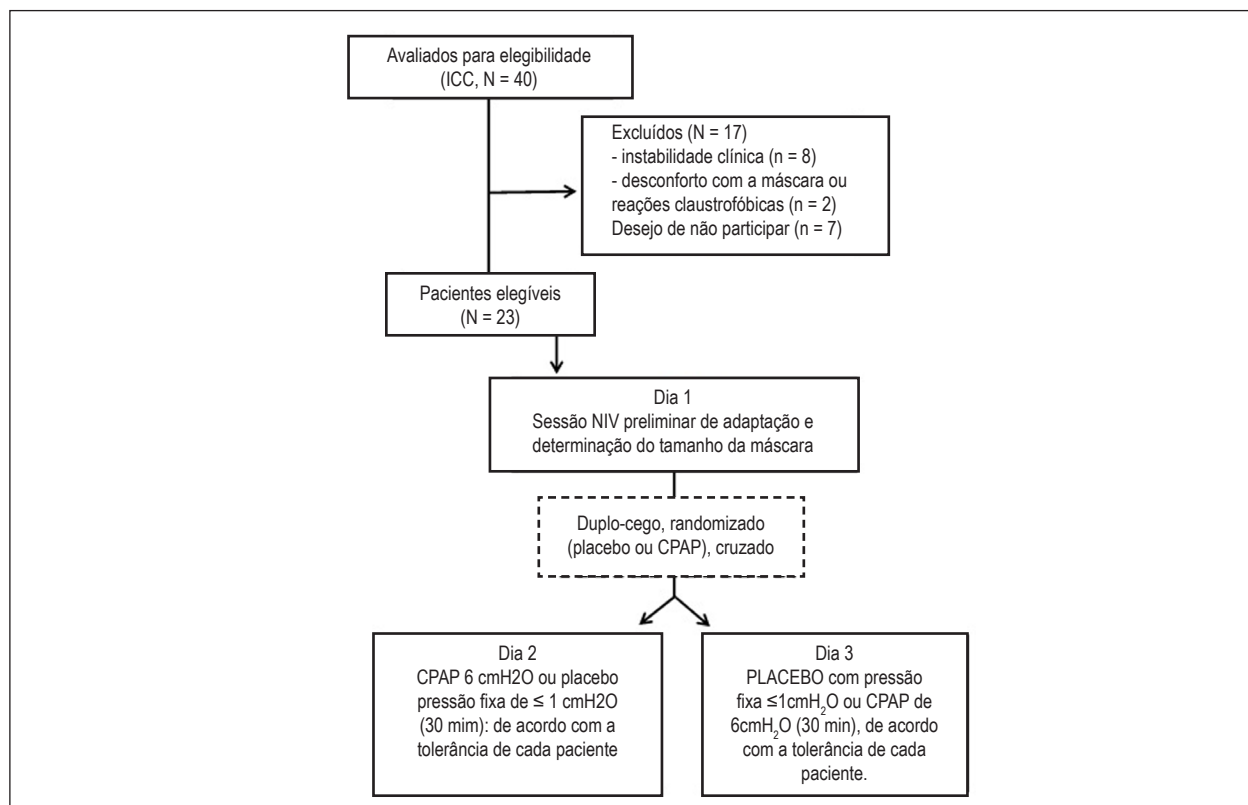 Avaliados para elegibilidade
(ICC, N = 40)
Excluídos (N = 17)
- instabilidade clínica (n = 8)
- desconforto com a máscara ou
reações claustrofóbicas (n = 2)
Desejo de não participar (n = 7)
Pacientes elegíveis
(N = 23)
Dia 1
Sessão NIV preliminar de adaptação e
determinação do tamanho da máscara
Duplo-cego, randomizado
(placebo ou CPAP), cruzado
Dia 2
CPAP 6 cmH2O ou placebo
pressão fixa de ≤ 1 cmH2O
(30 mim): de acordo com a
tolerância de cada paciente
Dia 3
PLACEBO com pressão
fixa ≤1cmH₂O ou CPAP de
6cmH₂O (30 min), de acordo
com a tolerância de cada
paciente.